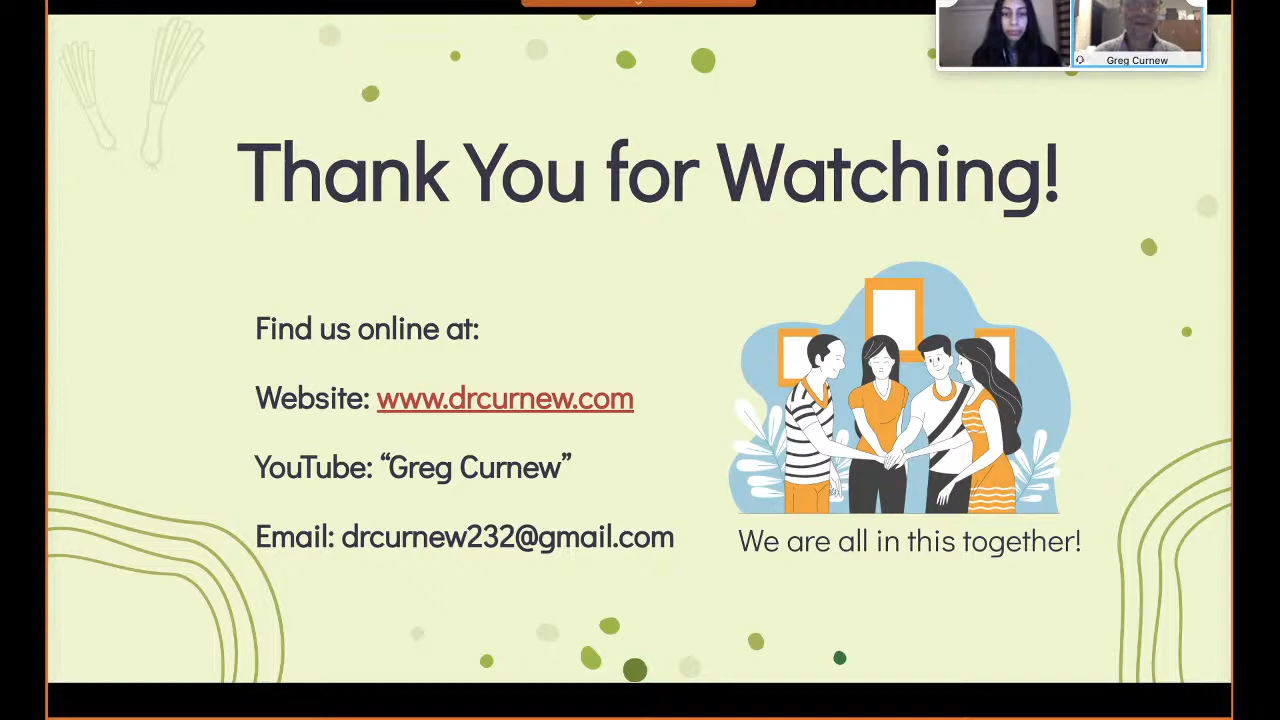 Greg Curnew
Thank You for Watching!
Find us online at:
Website: www.drcurnew.com
YouTube: “Greg Curnew”
Email: drcurnew232@gmail.com
We are all in this together!